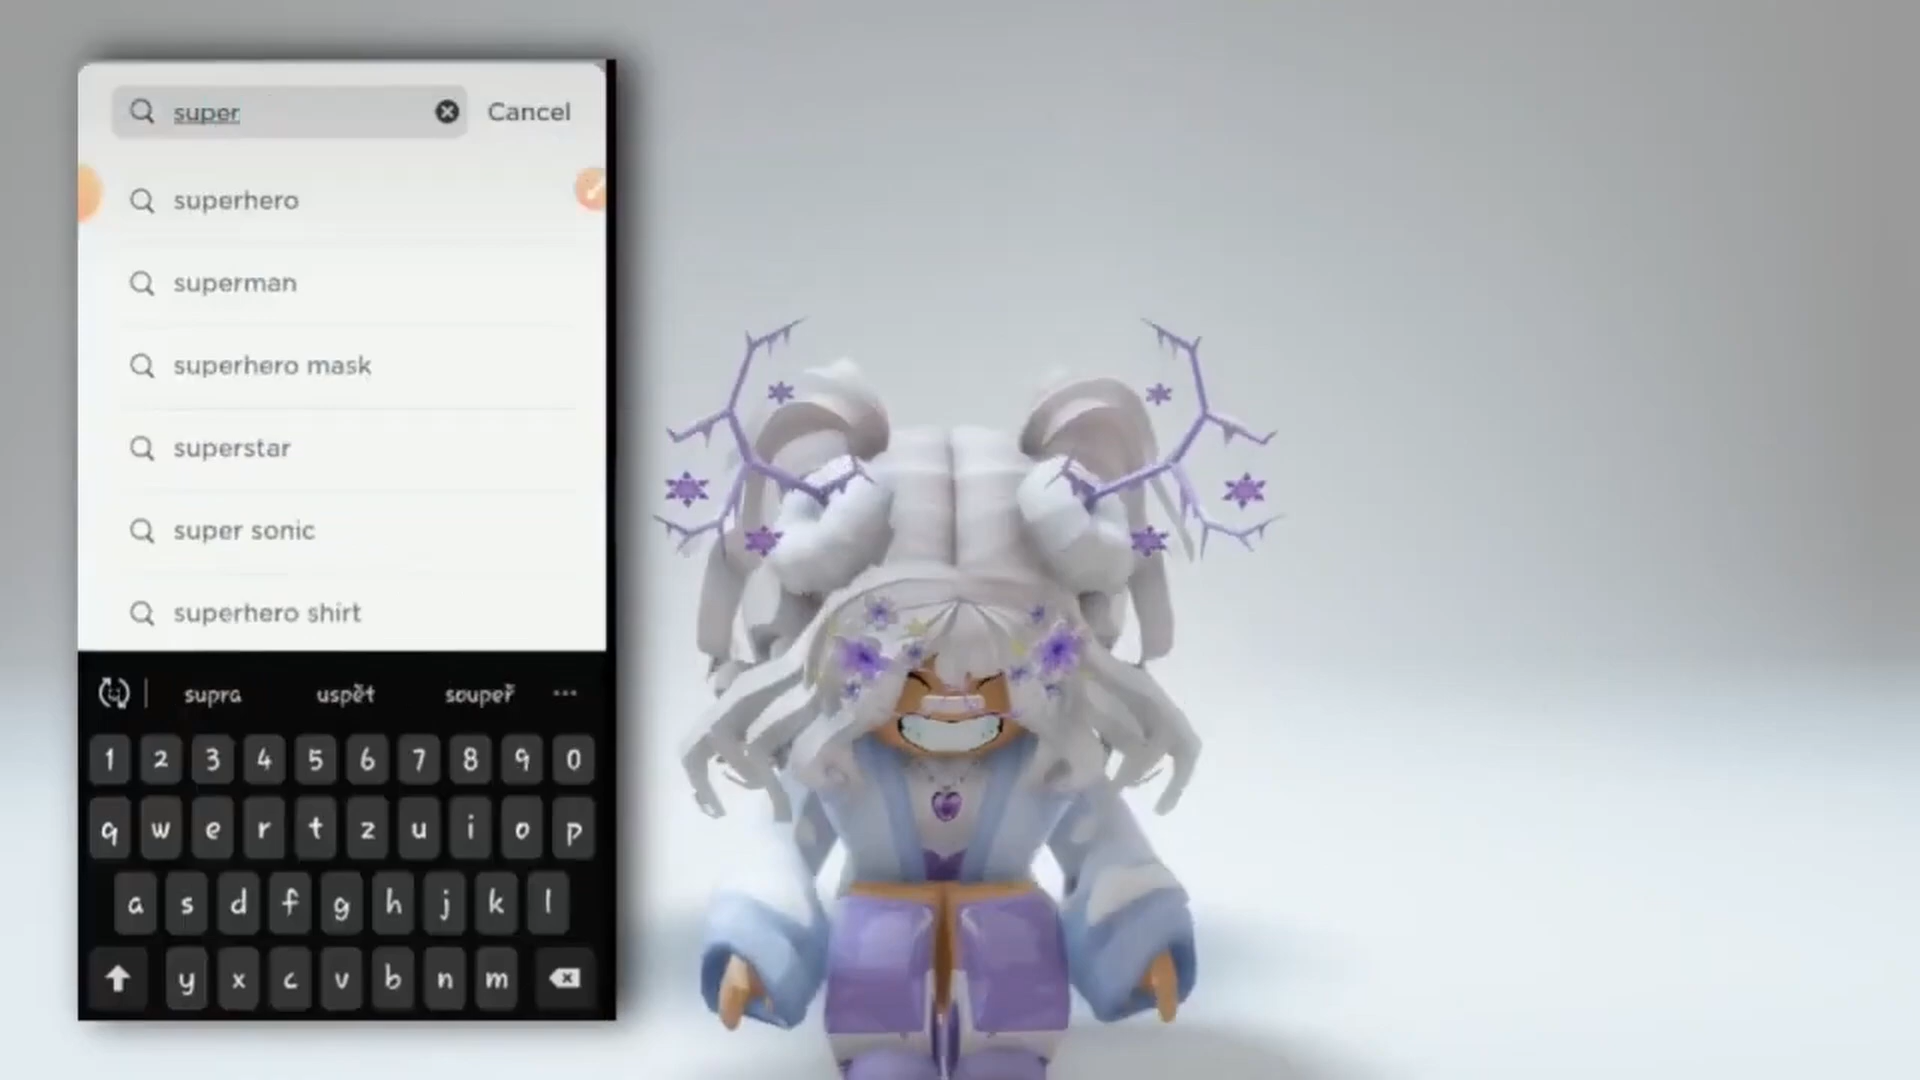 super Cancel
superhero
superman
superhero mask
superstar
super sonic
superhero shirt
supra uspět soupeř ...
1 2 3 4 5 6 7 8 9 0
q w e r t z u i o p
a s d f g h j k l
y x c v b n m